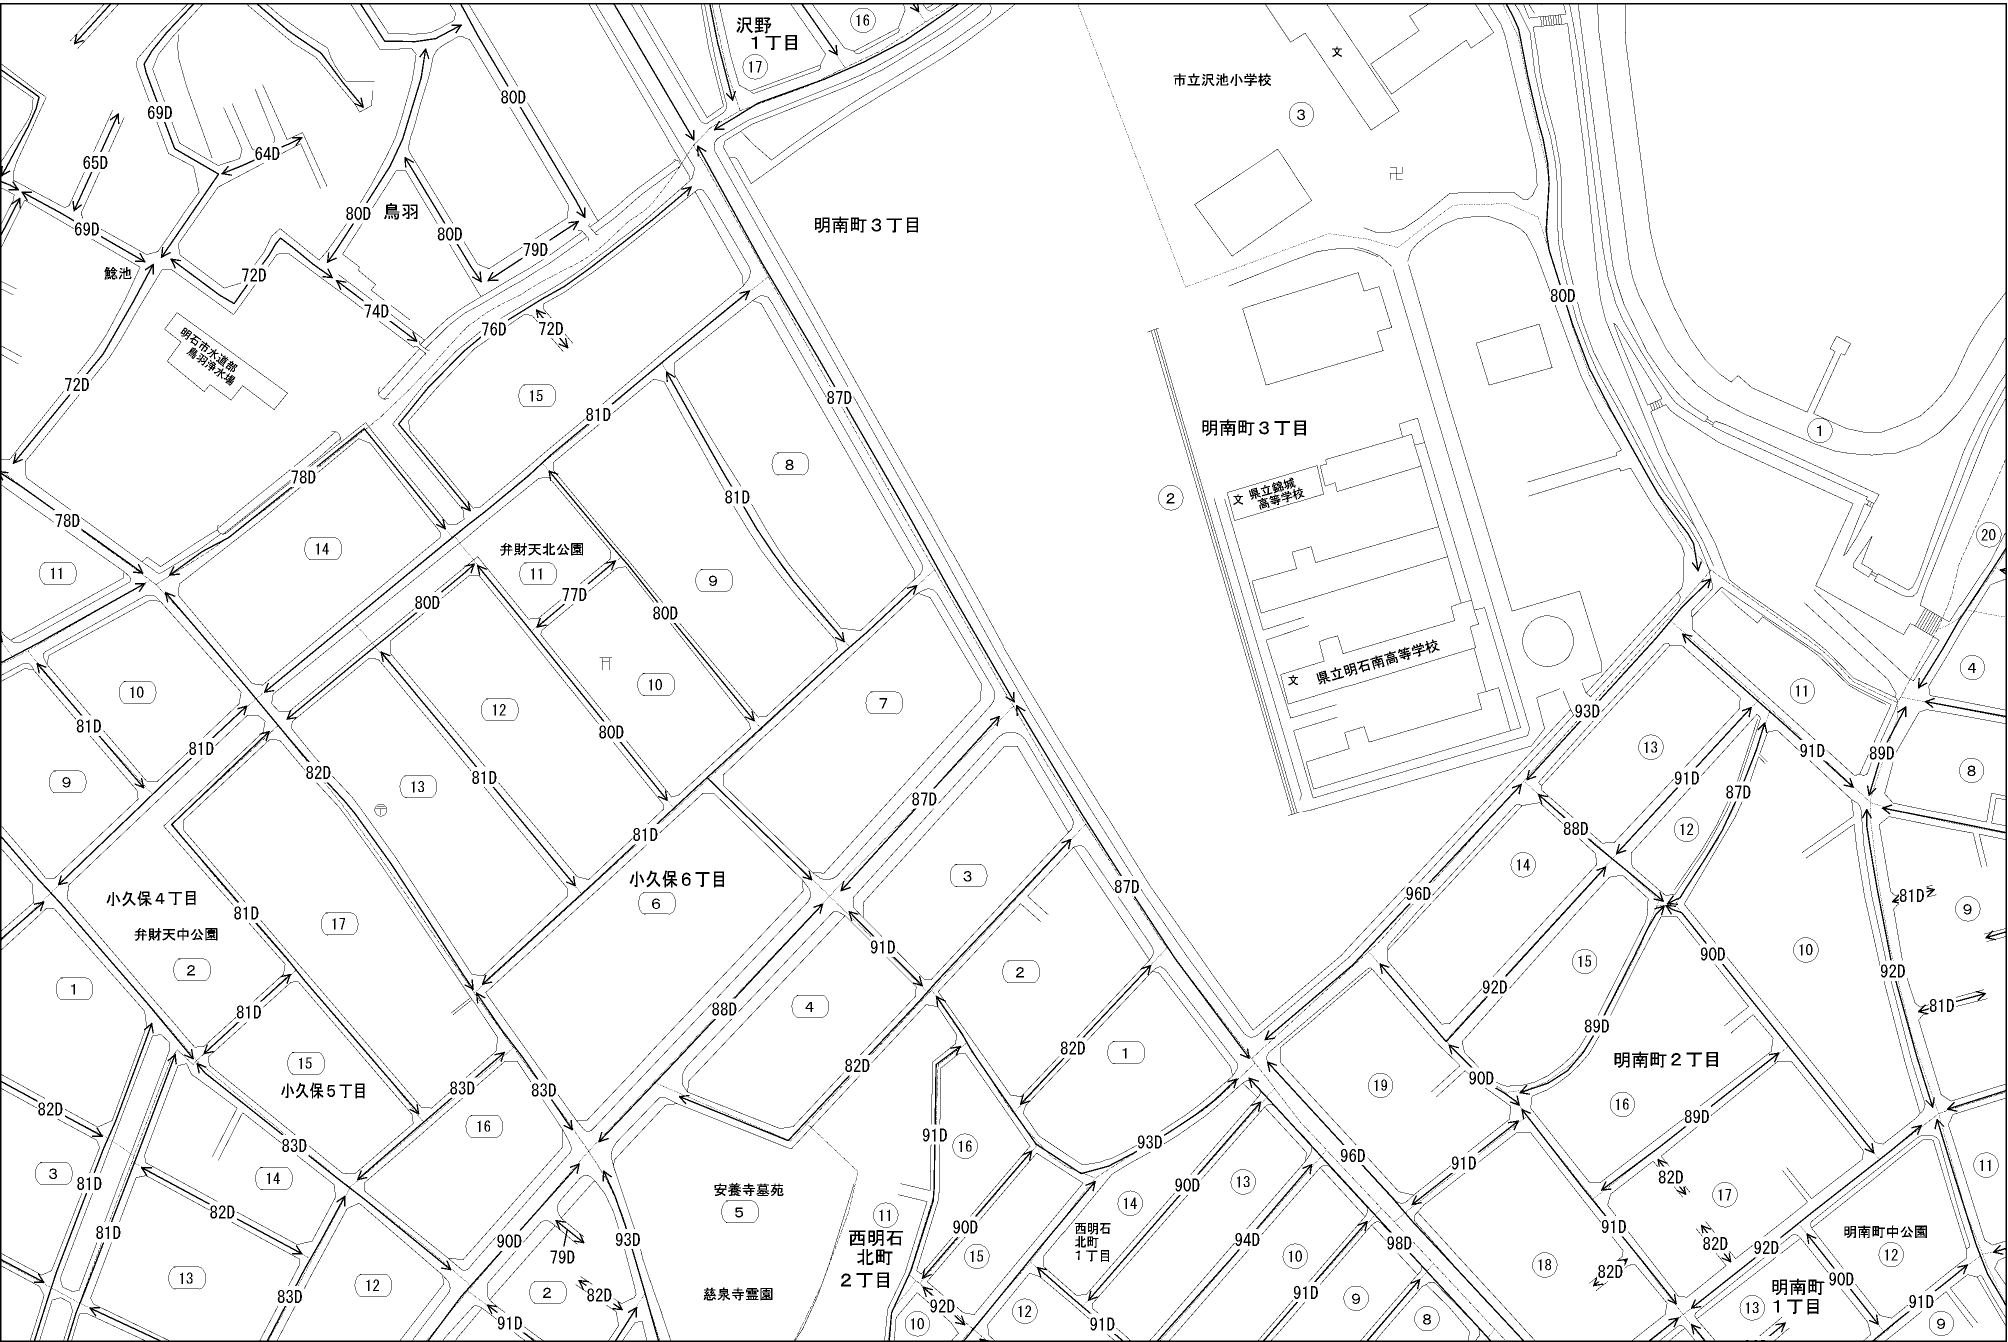 沢野
１丁目
16
17
80D
69D
65D
64D
69D
鯰池
72D
80D
鳥羽
80D
79D
74D
76D
72D
明石市水道部
鳥羽浄水場
72D
78D
78D
11
14
15
81D
87D
8
81D
明南町３丁目
市立沢池小学校
文
3
卍
80D
1
明南町３丁目
2
文 県立錦城
高等学校
文 県立明石南高等学校
20
4
弁財天北公園
11
77D
80D
80D
9
10
80D
12
10
81D
9
81D
82D
13
81D
81D
7
87D
小久保６丁目
6
3
87D
小久保４丁目
弁財天中公園
2
1
81D
17
81D
15
小久保５丁目
83D
83D
16
83D
88D
4
91D
82D
2
82D
1
93D
82D
3
81D
81D
14
82D
13
83D
12
90D
79D
2
82D
91D
93D
安養寺墓苑
5
慈泉寺霊園
91D
16
11
西明石
北町
２丁目
90D
15
92D
10
12
14
西明石
北町
１丁目
91D
90D
13
94D
10
91D
9
98D
8
96D
93D
13
11
91D
89D
8
91D
87D
12
88D
14
96D
92D
15
90D
10
81D
9
92D
81D
89D
明南町２丁目
19
90D
16
89D
91D
82D
17
91D
82D
82D
18
92D
11
明南町中公園
12
90D
明南町
１丁目
13
91D
9